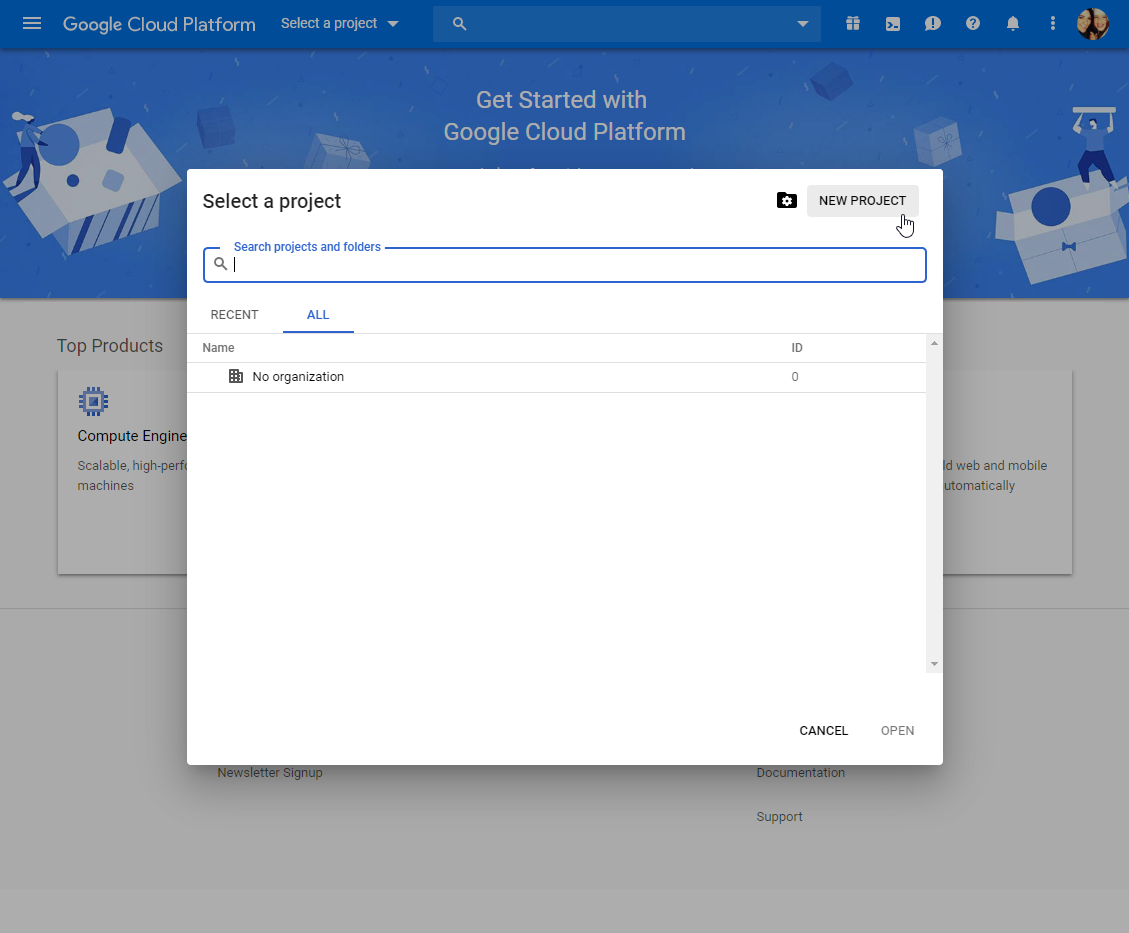 Google Cloud Platform
Select a project
Get Started with
Google Cloud Platform
Select a project
NEW PROJECT
Search projects and folders
RECENT
ALL
Name
ID
No organization
0
Top Products
Compute Engine
Scalable, high-perfo
machines
ld web and mobile
utomatically
CANCEL
OPEN
Newsletter Signup
Documentation
Support